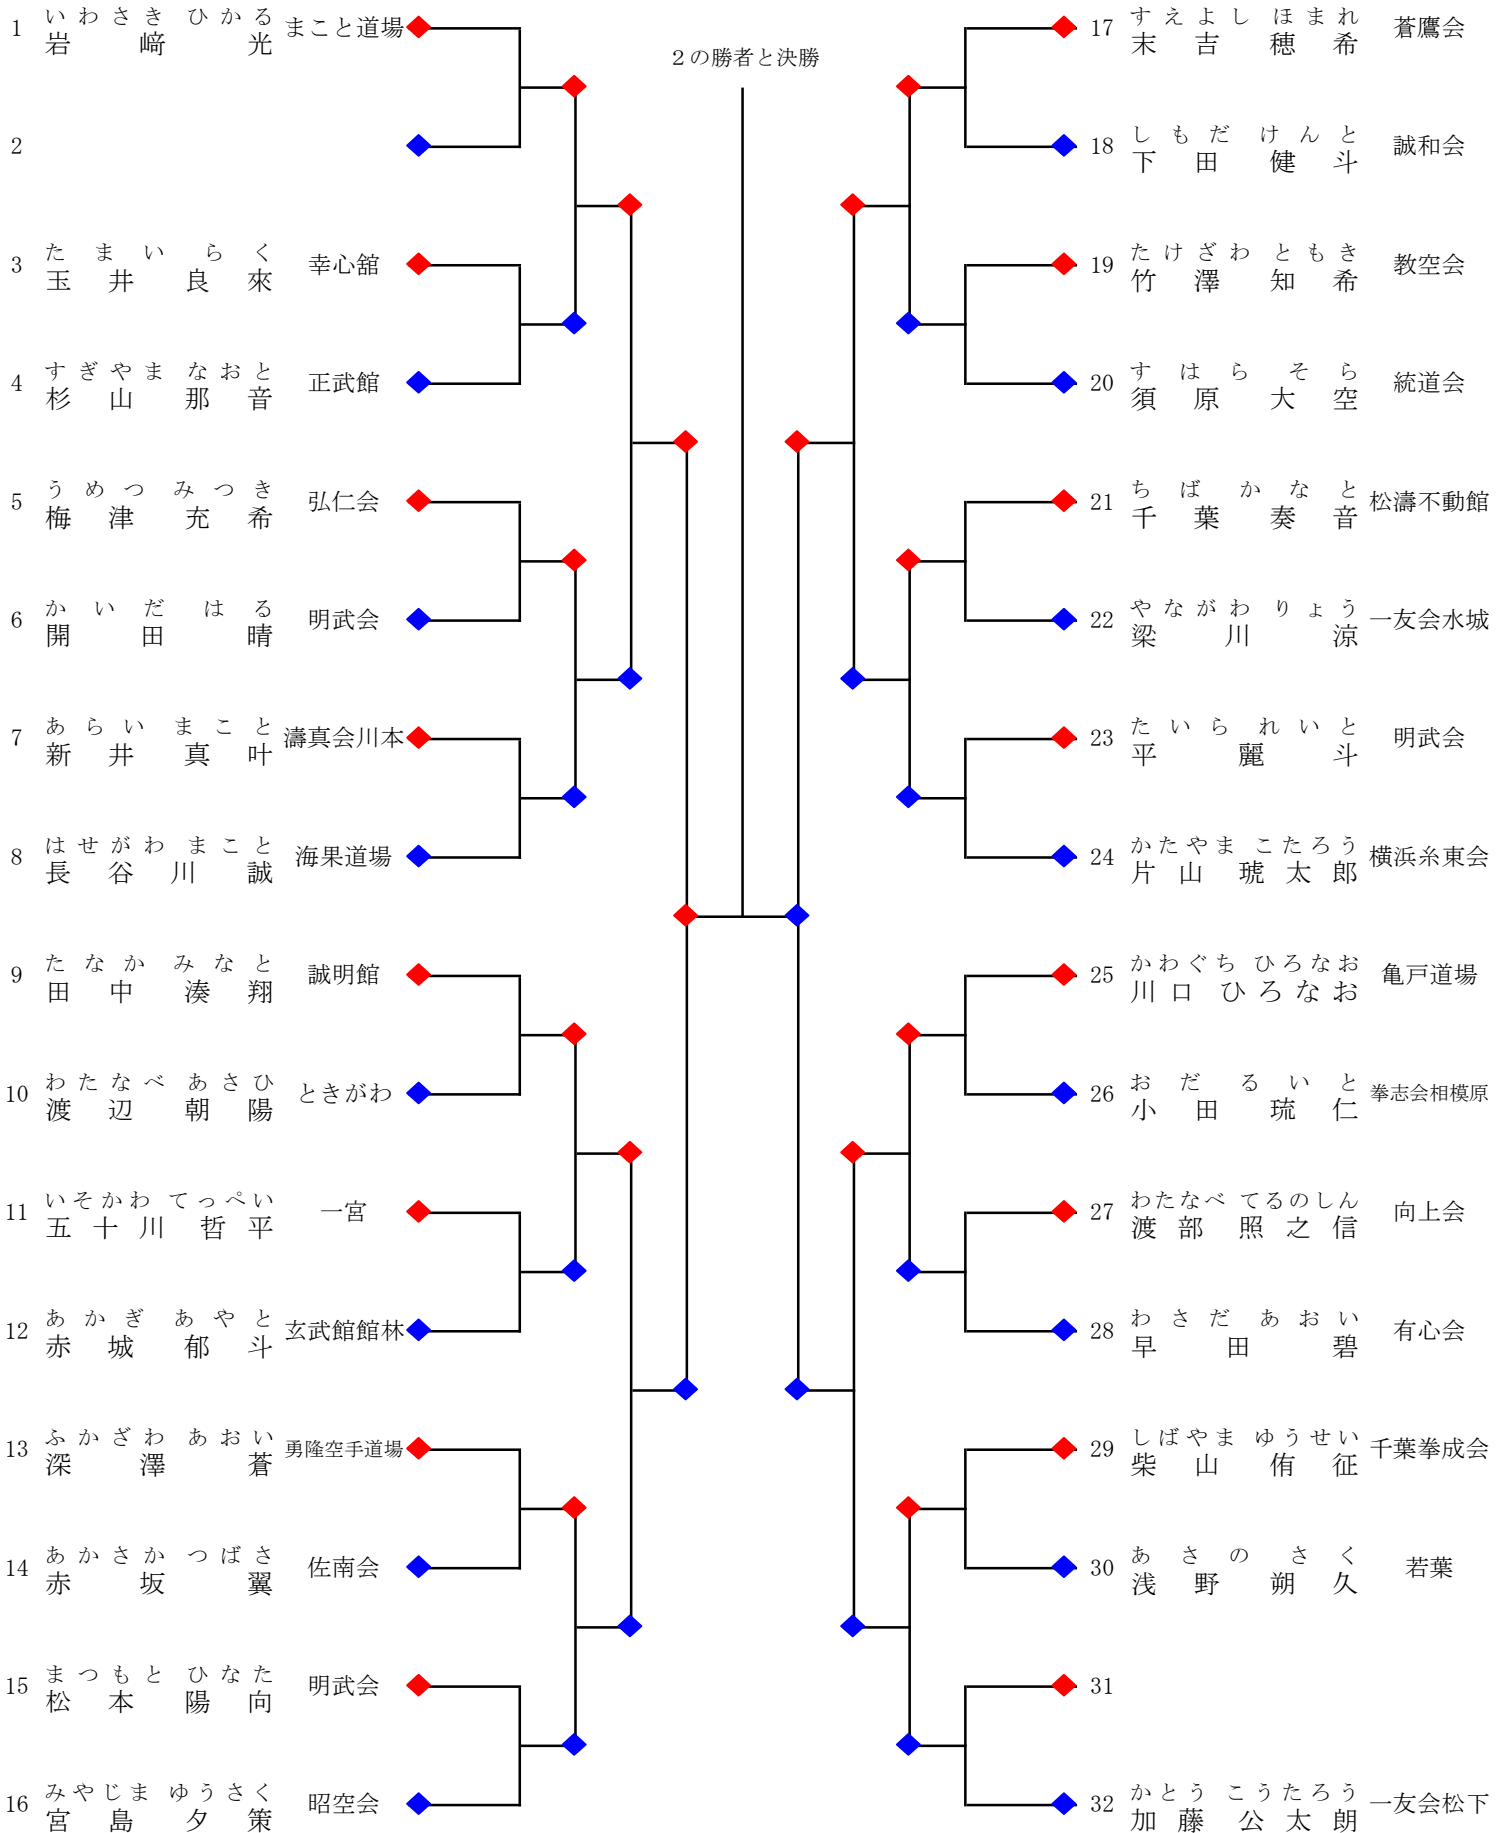 2の勝者と決勝
いわさき ひかる
1 岩﨑光 まこと道場
2
たまい らく
3 玉井良來 幸心舘
すぎやま なおと
4 杉山那音 正武館
うめつ みつき
5 梅津充希 弘仁会
かいだ はる
6 開田晴 明武会
あらい まこと
7 新井真叶 濤真会川本
はせがわ まこと
8 長谷川誠 海果道場
たなか みなと
9 田中湊翔 誠明館
わたなべ あさひ
10 渡辺朝陽 ときがわ
いそかわ てっぺい
11 五十川哲平 一宮
あかぎ あやと
12 赤城郁斗 玄武館館林
ふかざわ あおい
13 深澤蒼 勇隆空手道場
あかさか つばさ
14 赤坂翼 佐南会
まつもと ひなた
15 松本陽向 明武会
みやじま ゆうさく
16 宮島夕策 昭空会
すえよし ほまれ
17 末吉穂希 蒼鷹会
しもだ けんと
18 下田健斗 誠和会
たけざわ ともき
19 竹澤知希 教空会
すはら そら
20 須原大空 統道会
ちば かなと
21 千葉奏音 松濤不動館
やながわ りょう
22 梁川涼 一友会水城
たいら れいと
23 平麗斗 明武会
かたやま こたろう
24 片山琥太郎 横浜糸東会
かわぐち ひろなお
25 川口ひろなお 亀戸道場
おだ るいと
26 小田琉仁 拳志会相模原
わたなべ てるのしん
27 渡部照之信 向上会
わさだ あおい
28 早田碧 有心会
しばやま ゆうせい
29 柴山侑征 千葉拳成会
あさの さく
30 浅野朔久 若葉
31
かとう こうたろう
32 加藤公太朗 一友会松下